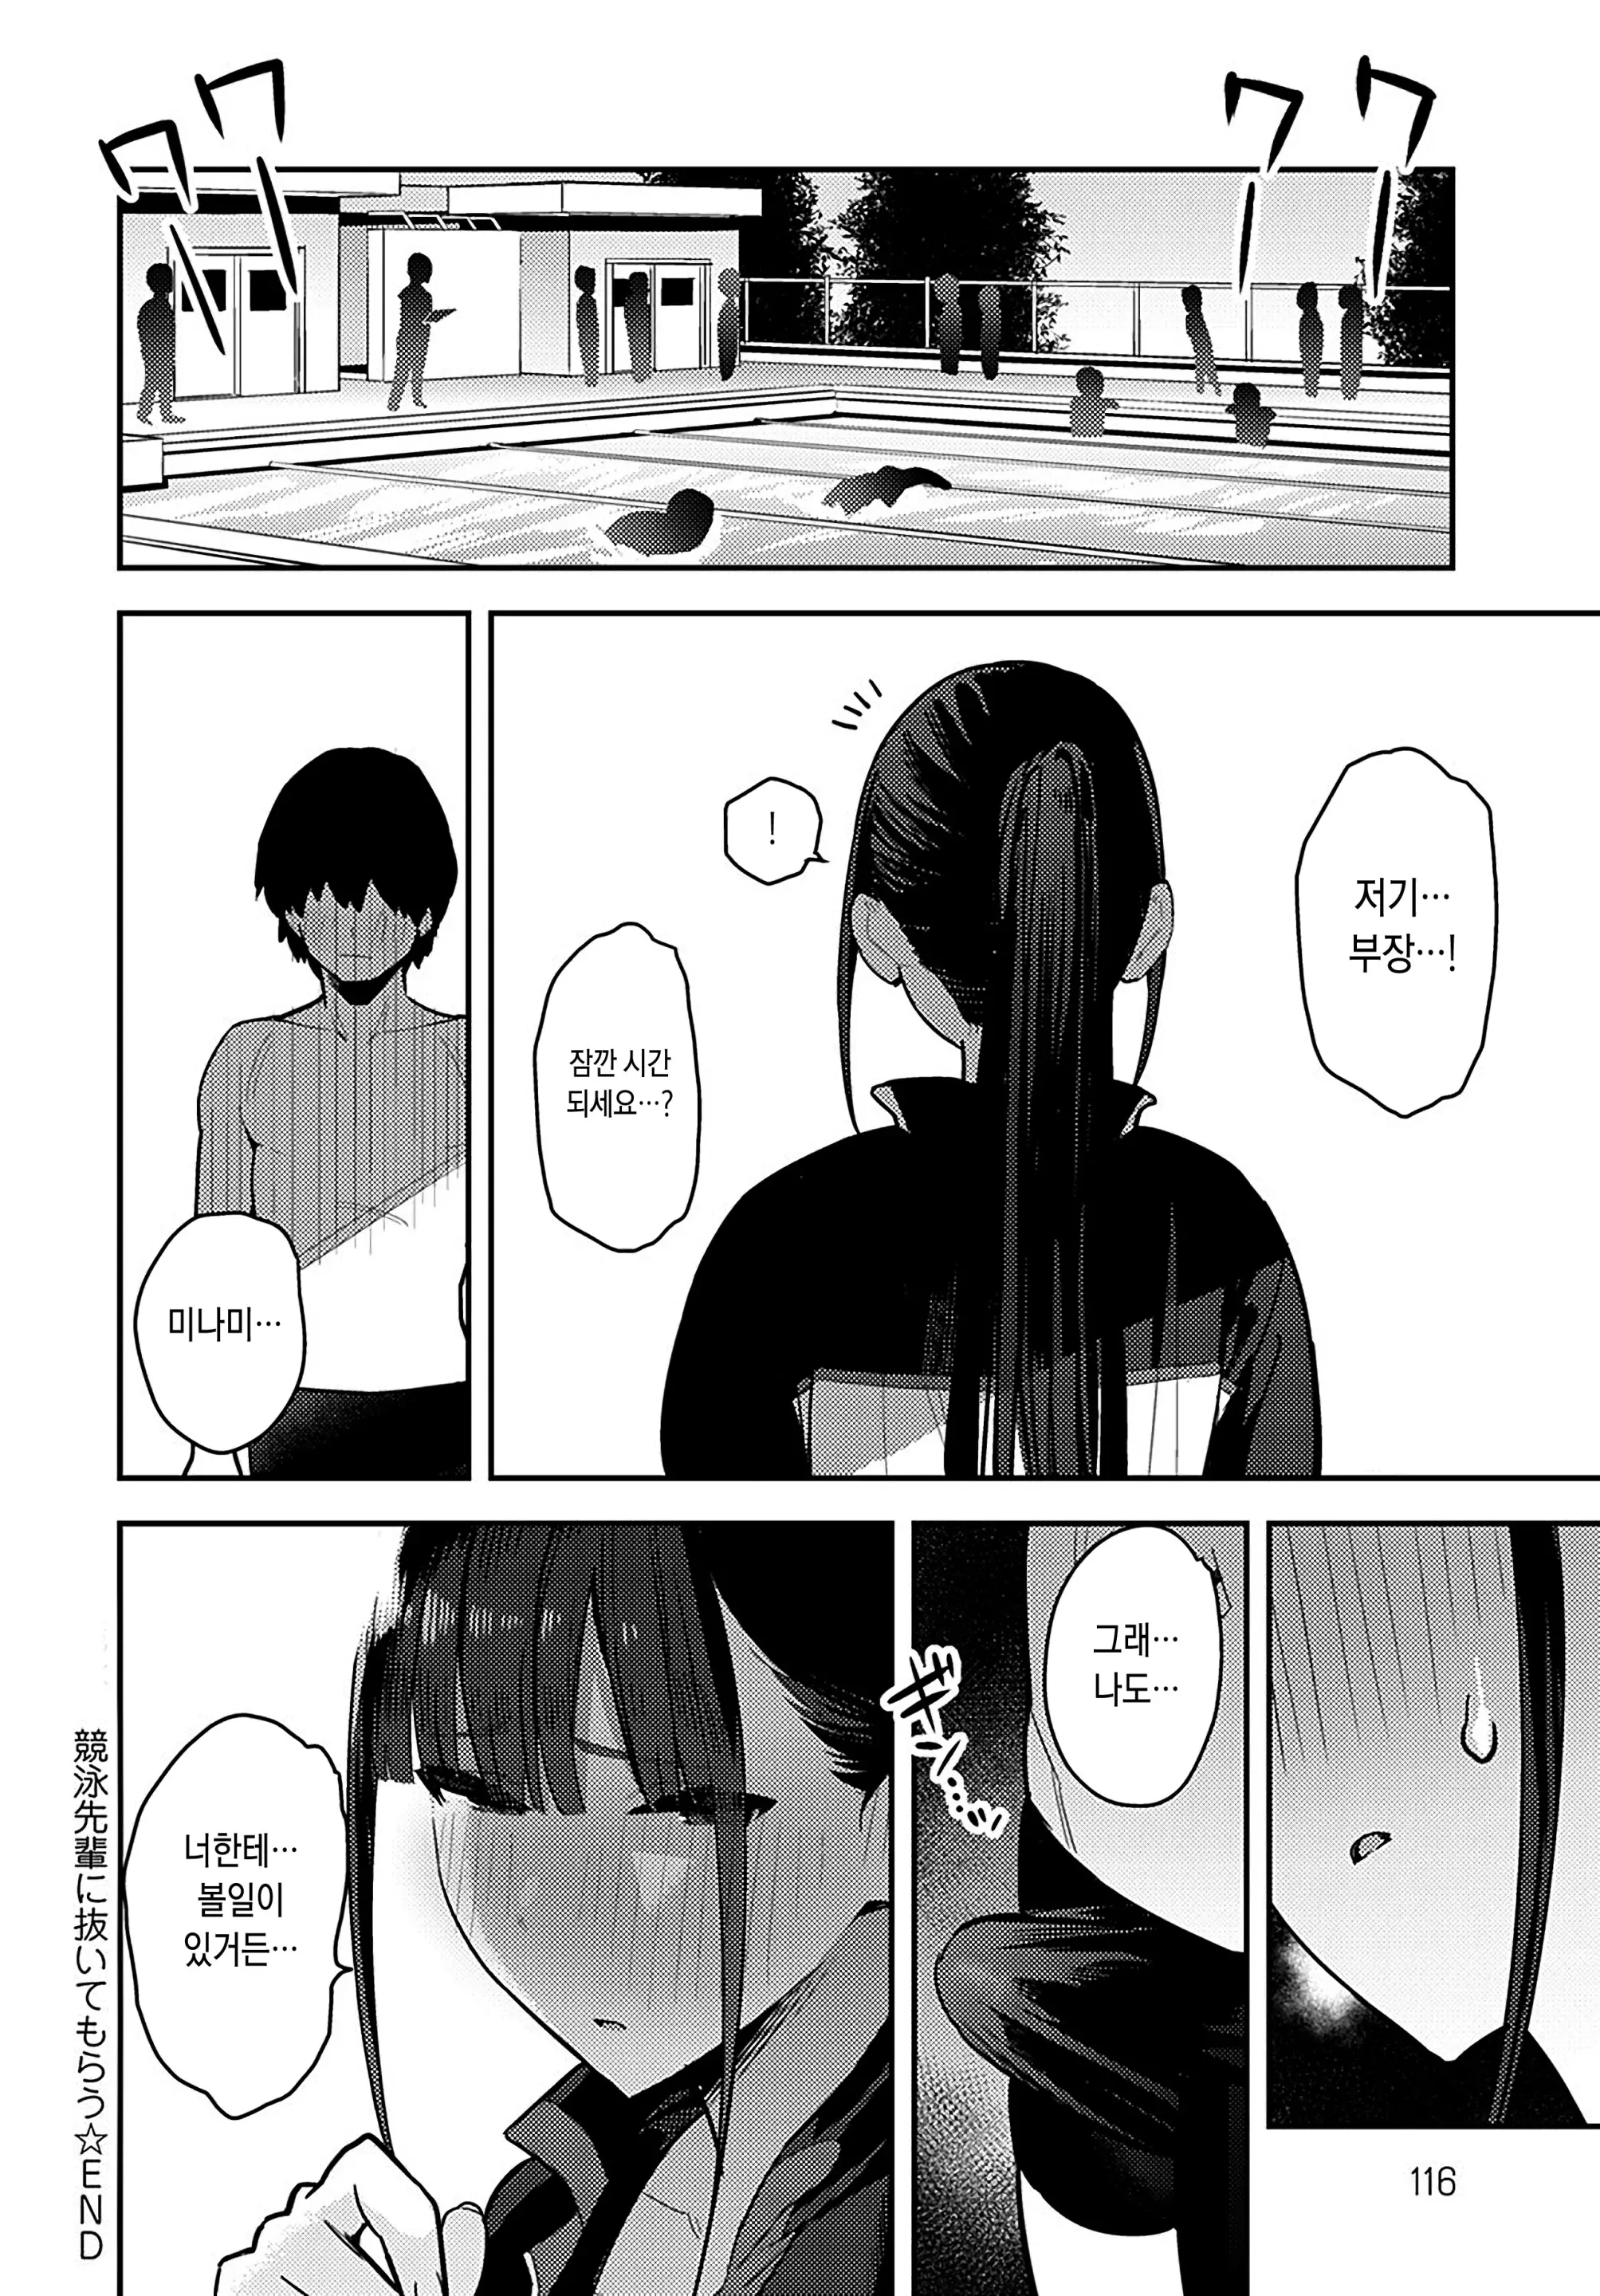 ワ
ワ
ワ
ワ
저기…
부장…!
!
잠깐 시간
되세요…?
미나미…
그래…
나도…
ギュ…
너한테…
볼일이
있거든…
競泳先輩に抜いてもらう☆END
116